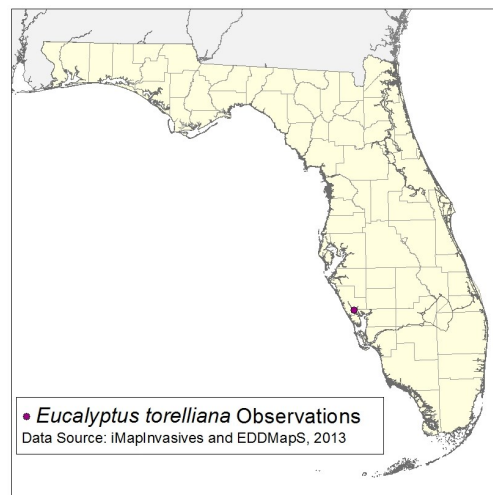 • Eucalyptus torelliana Observations
Data Source: iMapInvasives and EDDMapS, 2013